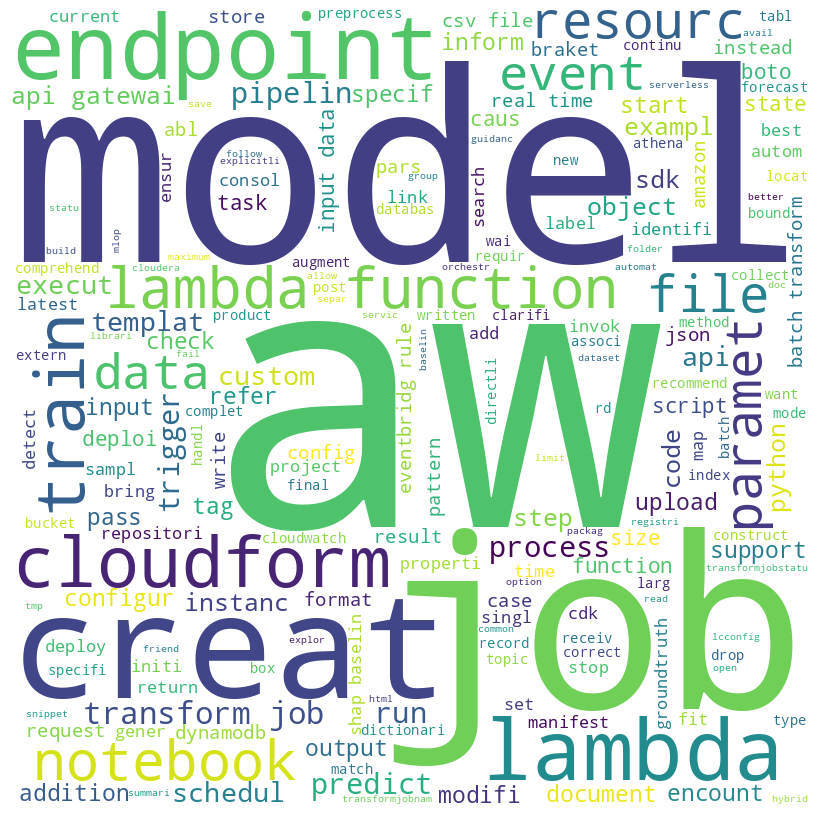 current
store
preprocess
csv file
resourc
tabl
avail
endpoint
inform
braket
continu
instead
api gatewai
pipelin
specif
event
serverless
forecast
boto
save
real time
start
state
model
abl
caus
exampl
best
follow
guidanc
athena
explicitli
input data
pars
new
autom
ensur
consol
group
search
sdk
amazon
better
locat
task
link
databas
label
object
identifi
bound
statu
build
mlop
wai
folder
batch transform
comprehend
cloudera
maximum
augment
requir
orchestr
automat
collect
doc
execut
lambda function
allow
post
separ
file
latest
product
servic
written
clarifi
invok
method
json
extern
librari
templat
check
fail
baselin
add
associ
api
train
data
aw
directli
dataset
recommend
want
mode
custom
refer
input
complet
rd
script
paramet
detect
deploi
trigger
handl
write
config
eventbridg rule
pattern
limit
code
map
batch
index
python
sampl
project
bring
final
tag
step
upload
bucket
pass
repositori
cloudwatch
result
packag
registri
construct
cloudform
process
size
support
properti
time
function
transformjobstatu
configur
instanc
format
option
case
larg
read
tmp
creat
job
singl
cdk
deploy
friend
explor
common
record
receiv
correct
lcconfig
drop
specifi
initi
box
shap baselin
topic
stop
groundtruth
open
return
html
dictionari
set
fit
snippet
transform job
run
manifest
type
request
gener
dynamodb
notebook
output
lambda
match
addition
summari
schedul
predict
transformjobnam
modifi
document
encount
hybrid